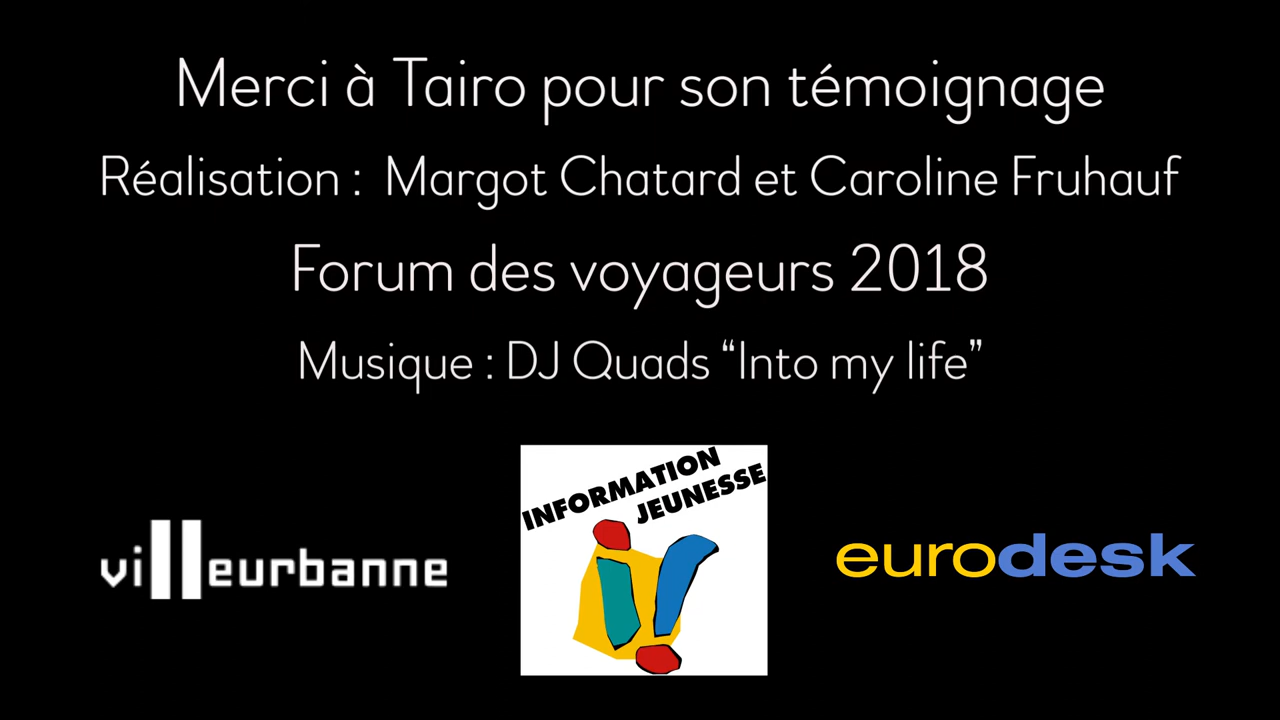 Merci à Tairo pour son témoignage
Réalisation : Margot Chatard et Caroline Fruhauf
Forum des voyageurs 2018
Musique : DJ Quads “Into my life”
INFORMATION
JEUNESSE
villeurbanne
eurodesk